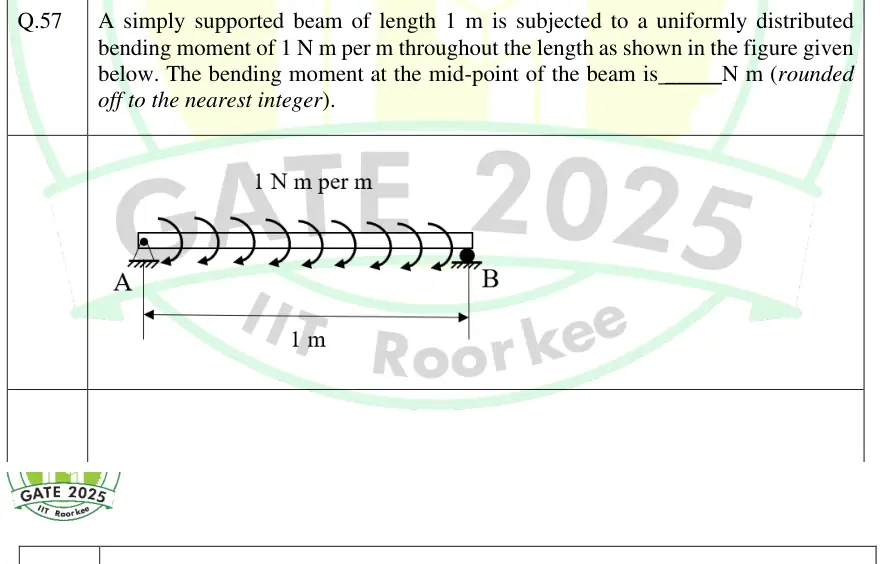 Q.57
A simply supported beam of length 1 m is subjected to a uniformly distributed
bending moment of 1 N m per m throughout the length as shown in the figure given
below. The bending moment at the mid-point of the beam is______N m (rounded
off to the nearest integer).
GATE 2025
1 N m per m
A
B
1 m
IIT Roorkee
GATE 2025
IIT Roorkee